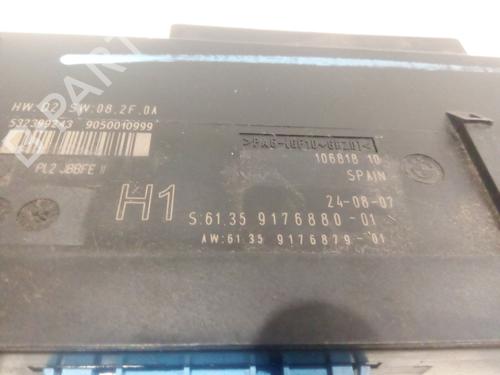 HW:02 SW:08.2F.0A
532389243 9050010999
PL2 JBBFE II
H1
106818 10
SPAIN
24-08-07
S:61.35 9176880-01
AW:61.35 9176879-01